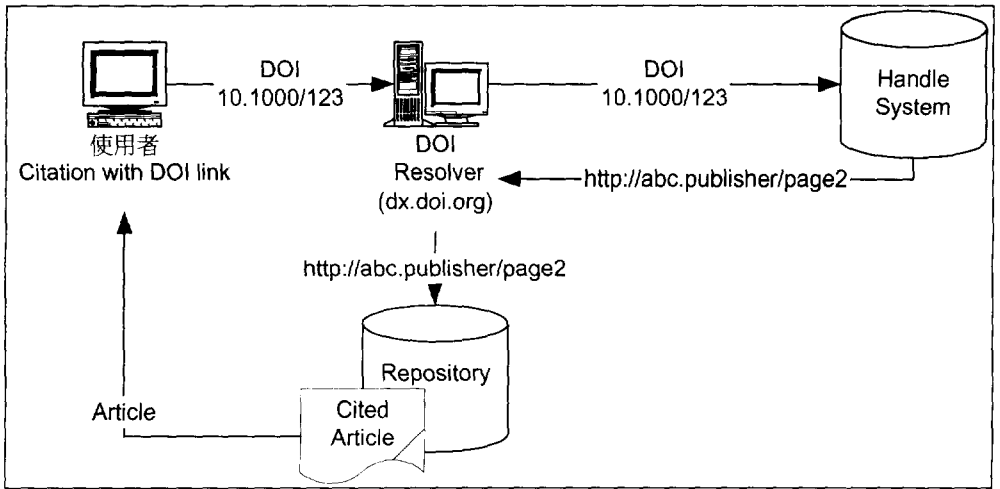 使用者
Citation with DOI link
DOI
10.1000/123
DOI
Resolver
(dx.doi.org)
DOI
10.1000/123
Handle
System
http://abc.publisher/page2
http://abc.publisher/page2
Repository
Cited
Article
Article